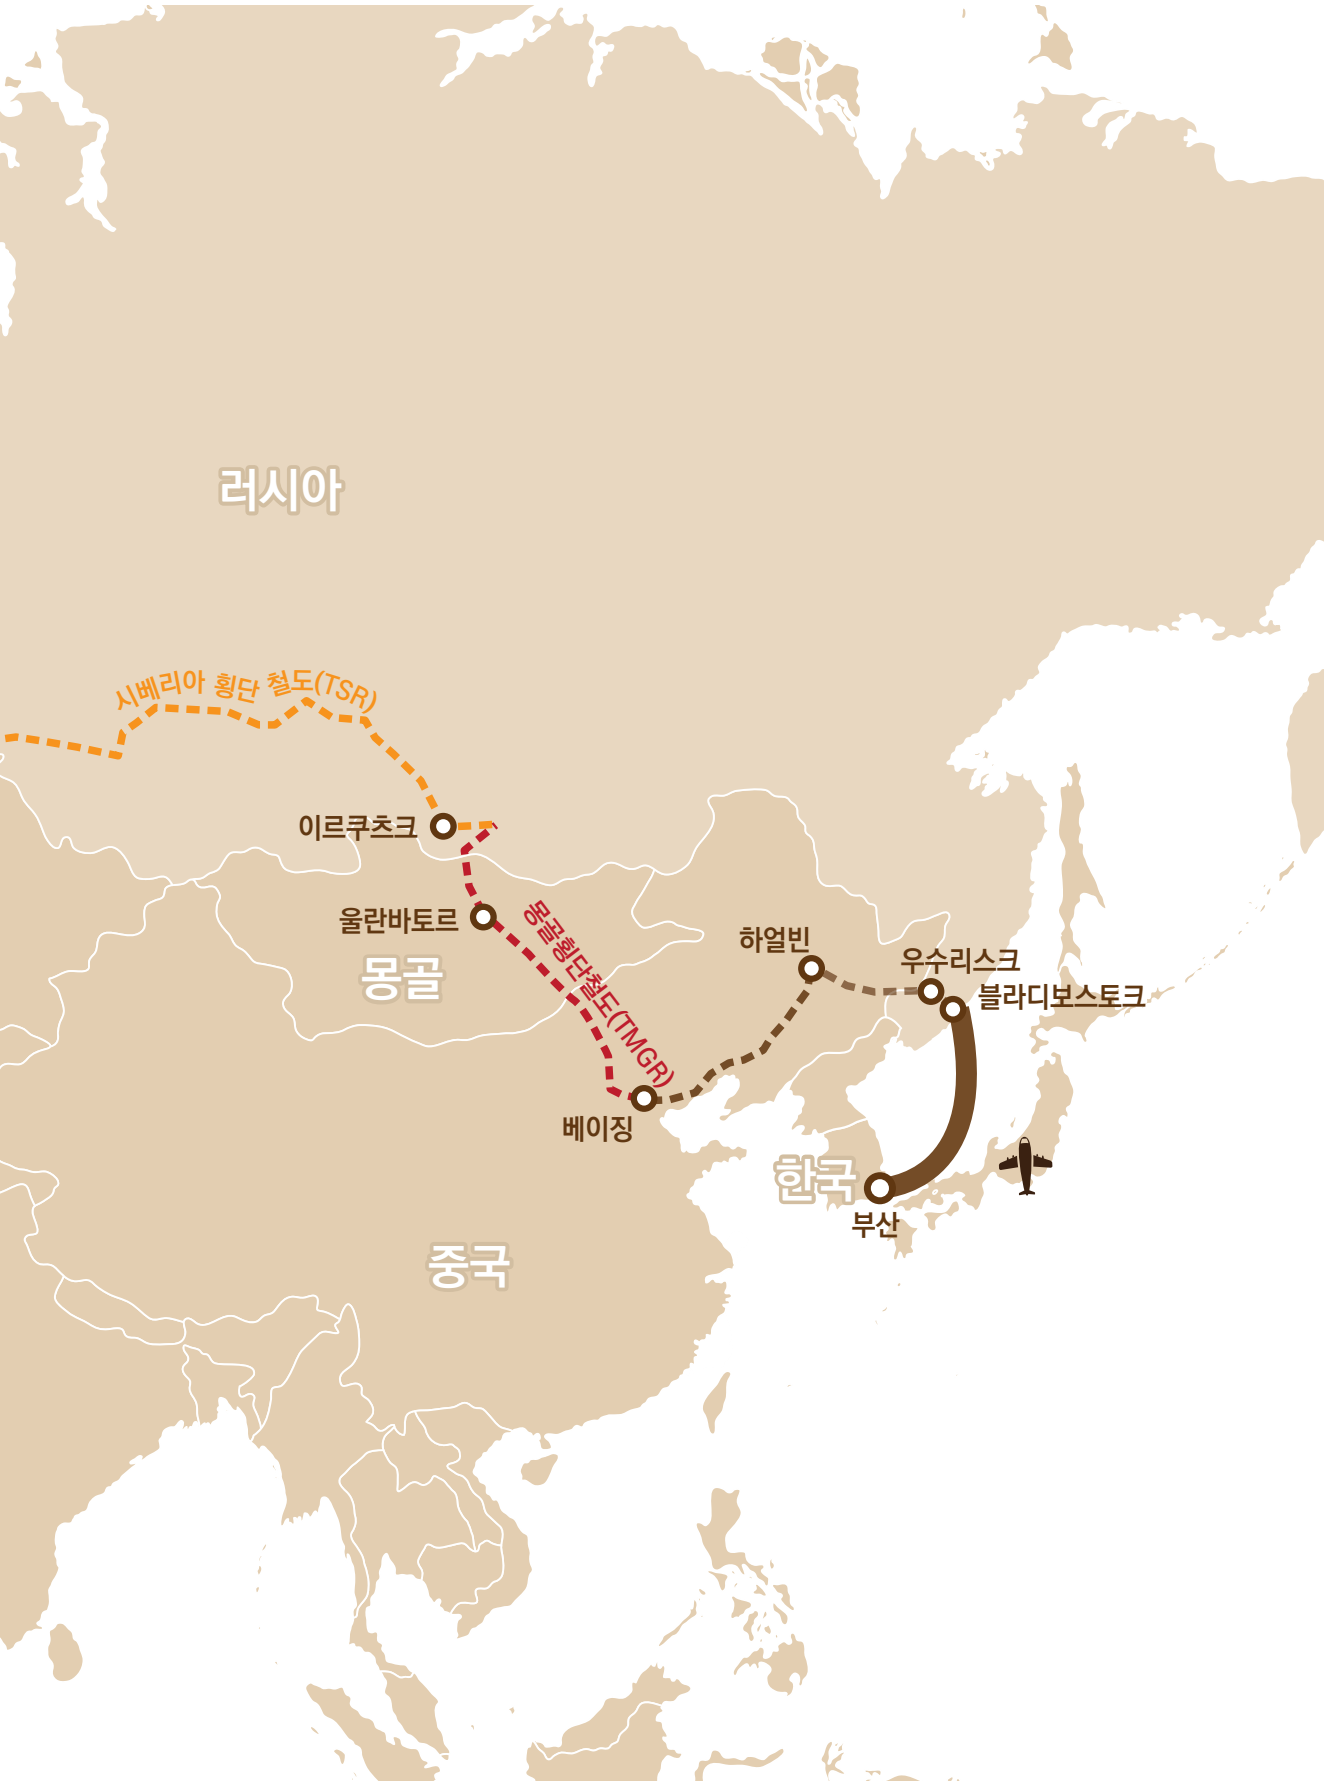 러시아
시베리아 횡단 철도(TSR)
이르쿠츠크
울란바토르
몽골횡단철도(TMGR)
하얼빈
우수리스크
몽골
블라디보스토크
베이징
한국
부산
중국